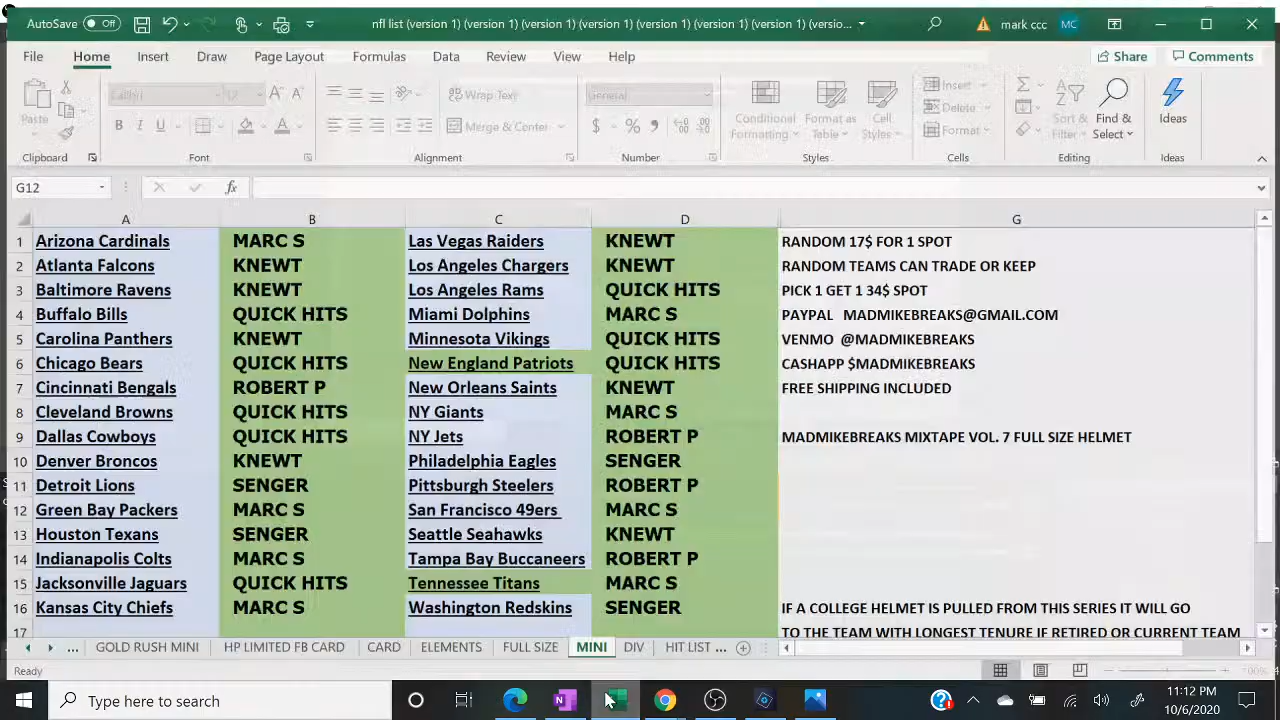 AutoSave Off nfl list (version 1) (version 1) (version 1) (version 1) (version 1) (version 1) (versio... mark ccc MC
File Home Insert Draw Page Layout Formulas Data Review View Help Share Comments
Paste
Calibri 12 Wrap Text General Insert
Merge & Center $ % Delete
Conditional Formatting Format as Table Cell Styles Format Sort & Filter Find & Select Ideas
B I U
Clipboard Font Alignment Number Styles Cells Editing Ideas
G12 fx
A B C D G
1 Arizona Cardinals MARC S Las Vegas Raiders KNEWT RANDOM 17$ FOR 1 SPOT
2 Atlanta Falcons KNEWT Los Angeles Chargers KNEWT RANDOM TEAMS CAN TRADE OR KEEP
3 Baltimore Ravens KNEWT Los Angeles Rams QUICK HITS PICK 1 GET 1 34$ SPOT
4 Buffalo Bills QUICK HITS Miami Dolphins MARC S PAYPAL MADMIKEBREAKS@GMAIL.COM
5 Carolina Panthers KNEWT Minnesota Vikings QUICK HITS VENMO @MADMIKEBREAKS
6 Chicago Bears QUICK HITS New England Patriots QUICK HITS CASHAPP $MADMIKEBREAKS
7 Cincinnati Bengals ROBERT P New Orleans Saints KNEWT FREE SHIPPING INCLUDED
8 Cleveland Browns QUICK HITS NY Giants MARC S
9 Dallas Cowboys QUICK HITS NY Jets ROBERT P MADMIKEBREAKS MIXTAPE VOL. 7 FULL SIZE HELMET
10 Denver Broncos KNEWT Philadelphia Eagles SENGER
11 Detroit Lions SENGER Pittsburgh Steelers ROBERT P
12 Green Bay Packers MARC S San Francisco 49ers MARC S
13 Houston Texans SENGER Seattle Seahawks KNEWT
14 Indianapolis Colts MARC S Tampa Bay Buccaneers ROBERT P
15 Jacksonville Jaguars QUICK HITS Tennessee Titans MARC S
16 Kansas City Chiefs MARC S Washington Redskins SENGER IF A COLLEGE HELMET IS PULLED FROM THIS SERIES IT WILL GO
17 TO THE TEAM WITH LONGEST TENURE IF RETIRED OR CURRENT TEAM
... GOLD RUSH MINI HP LIMITED FB CARD CARD ELEMENTS FULL SIZE MINI DIV HIT LIST ...
Ready
Type here to search 11:12 PM
10/6/2020